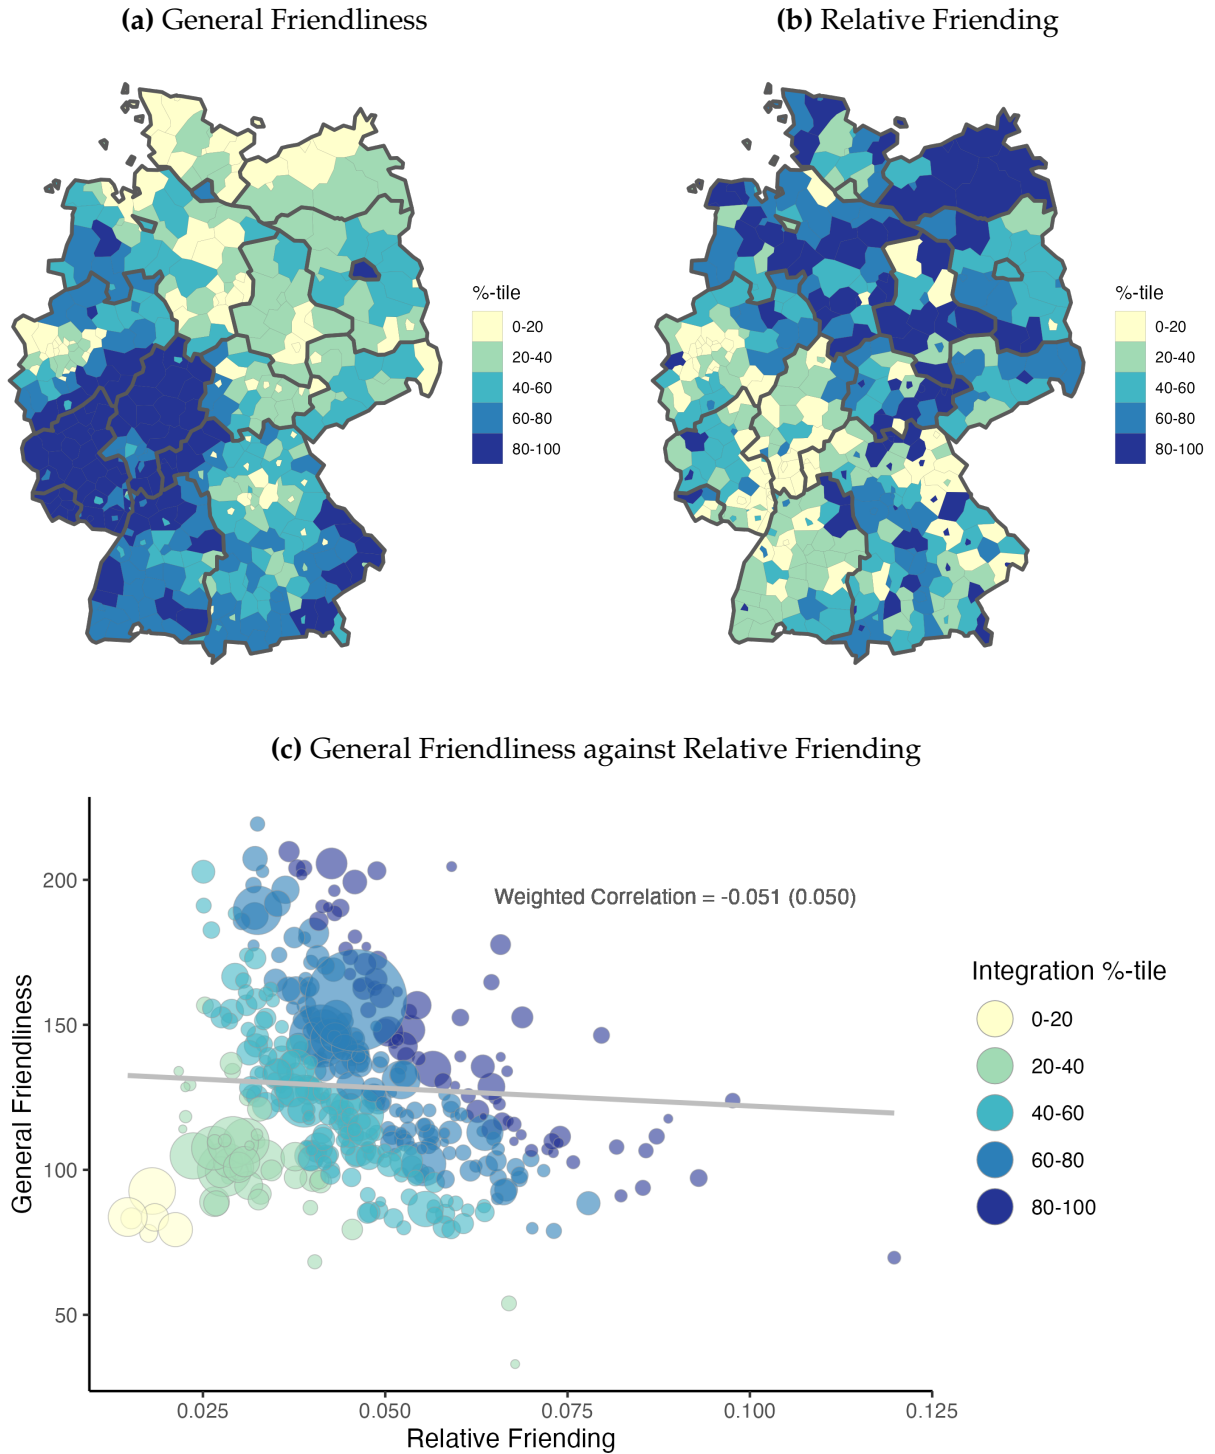 (a) General Friendliness
(b) Relative Friending
%-tile
0-20
20-40
40-60
60-80
80-100
%-tile
0-20
20-40
40-60
60-80
80-100
(c) General Friendliness against Relative Friending
200
150
100
50
General Friendliness
Weighted Correlation = -0.051 (0.050)
Integration %-tile
0-20
20-40
40-60
60-80
80-100
0.025
0.050
0.075
0.100
0.125
Relative Friending